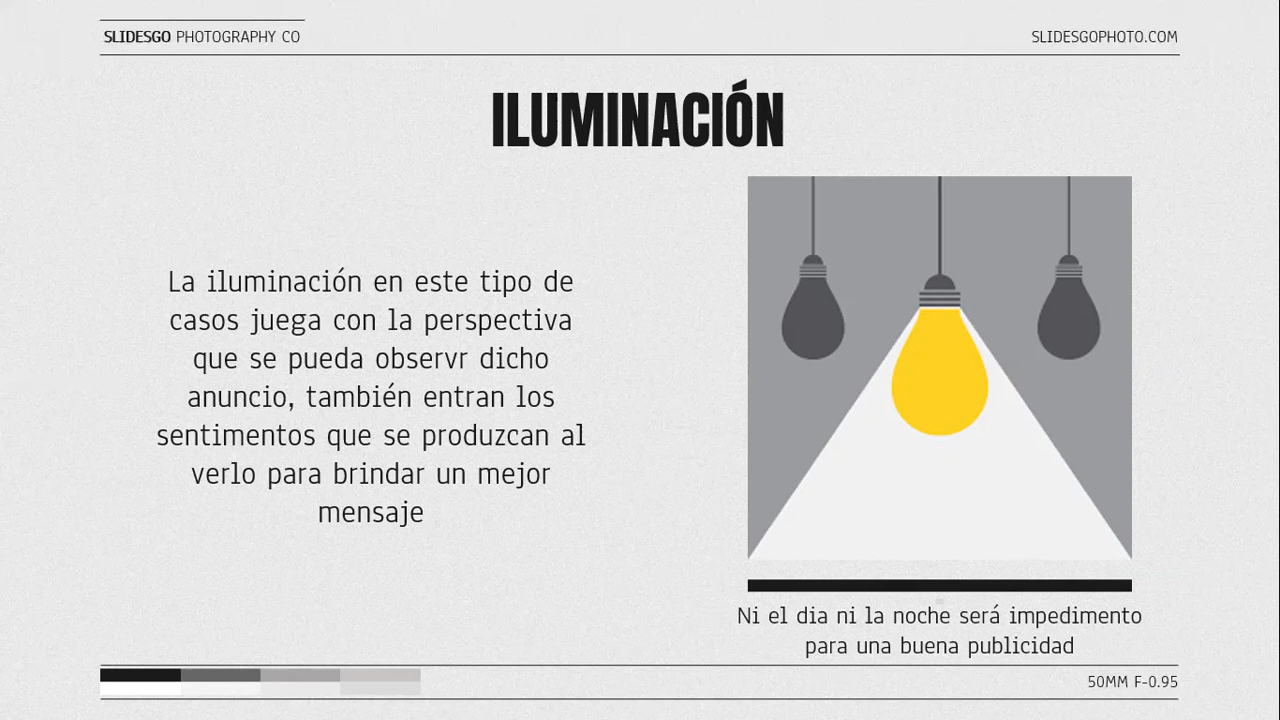 SLIDESGO PHOTOGRAPHY CO
SLIDESGOPHOTO.COM
ILUMINACIÓN
La iluminación en este tipo de
casos juega con la perspectiva
que se pueda observr dicho
anuncio, también entran los
sentimentos que se produzcan al
verlo para brindar un mejor
mensaje
Ni el dia ni la noche será impedimento
para una buena publicidad
50MM F-0.95